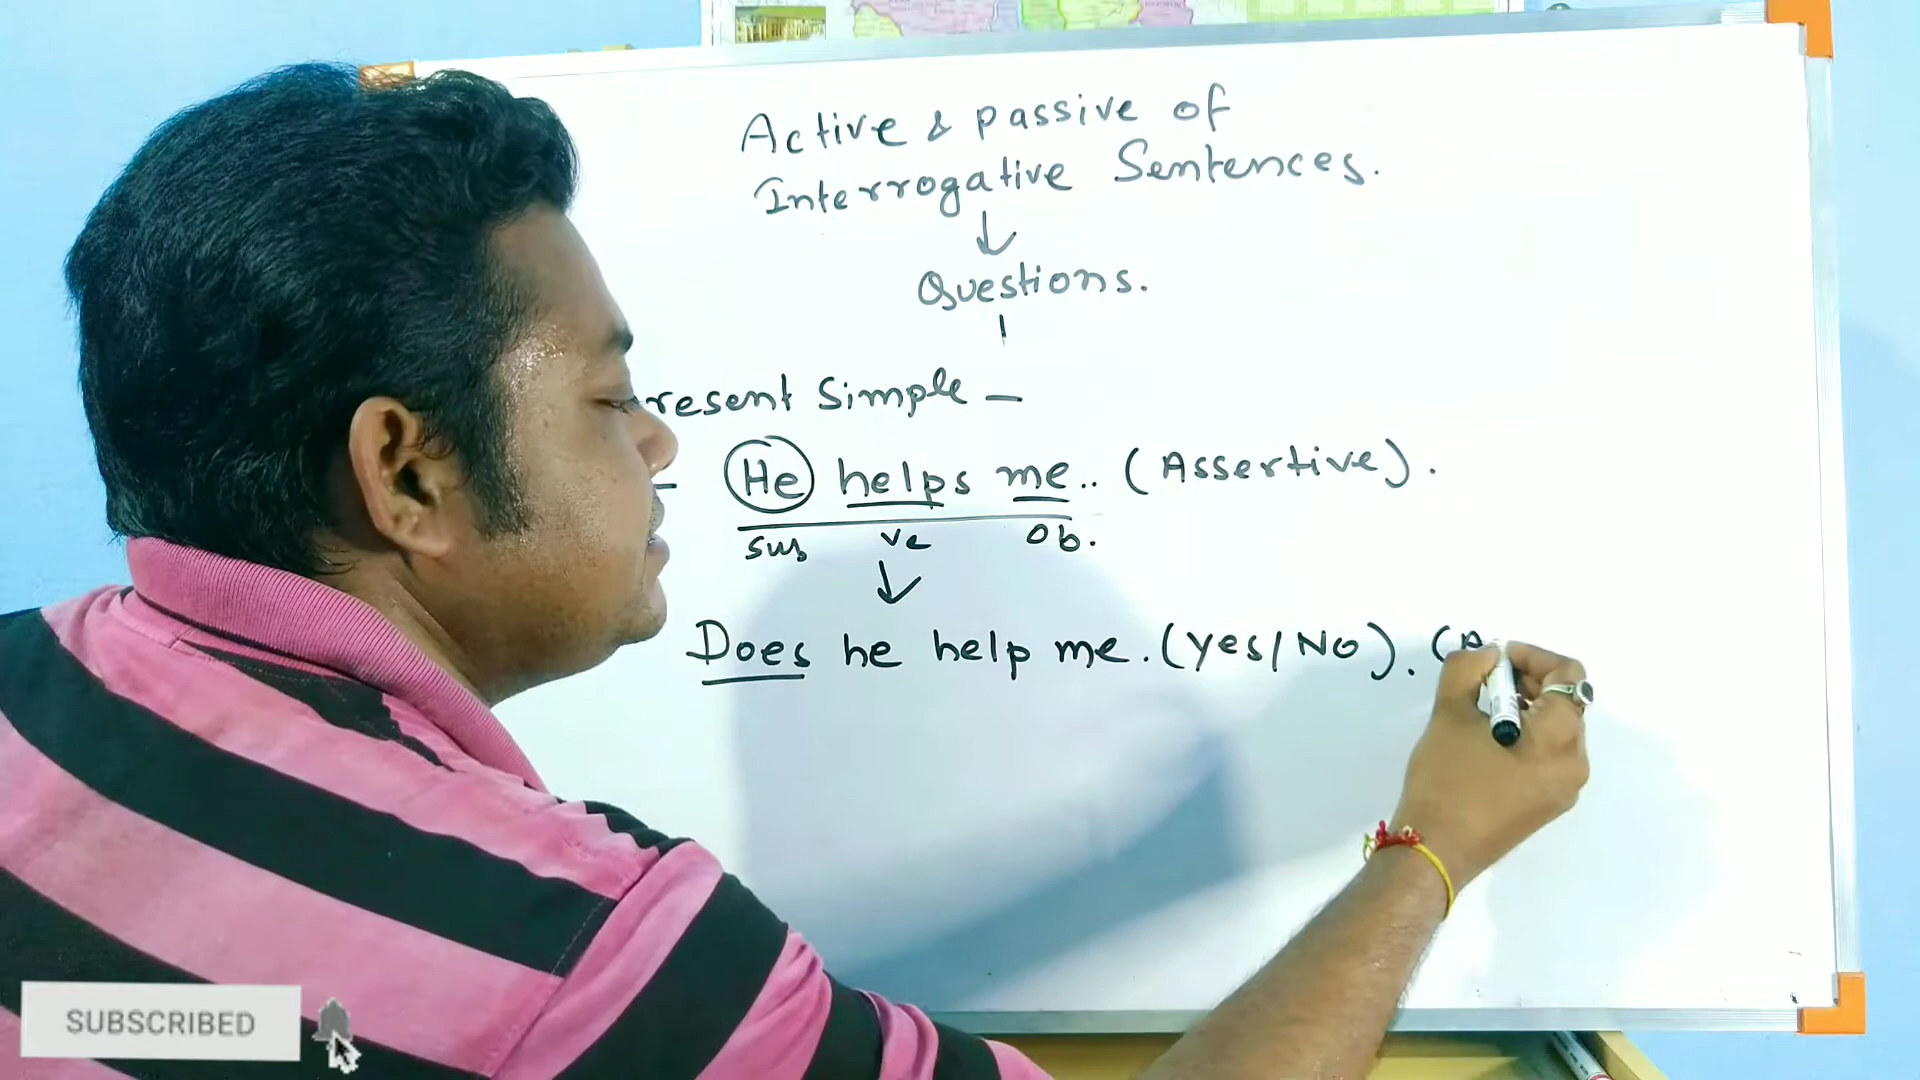 Active & passive of
Interrogative Sentences.
Questions.
resent Simple —
- He helps me.. (Assertive).
sub ve ob.
Does he help me. (Yes/No). (A
SUBSCRIBED